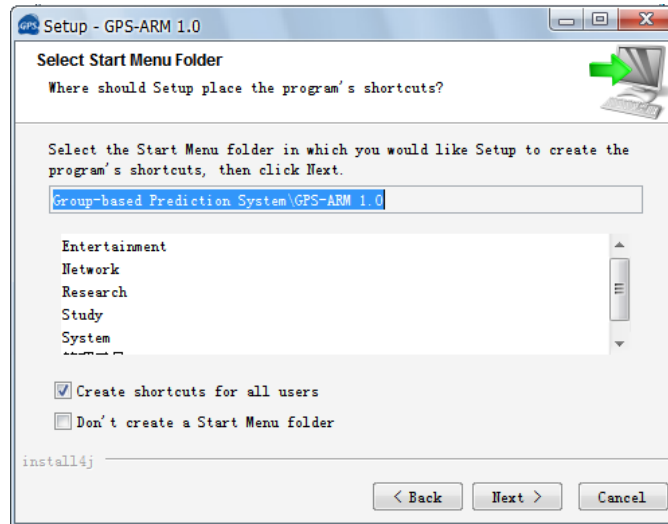 GPS Setup - GPS-ARM 1.0
Select Start Menu Folder
Where should Setup place the program's shortcuts?
Select the Start Menu folder in which you would like Setup to create the
program's shortcuts, then click Next.
Group-based Prediction System\GPS-ARM 1.0
Entertainment
Network
Research
Study
System
Create shortcuts for all users
Don't create a Start Menu folder
install4j
< Back Next > Cancel